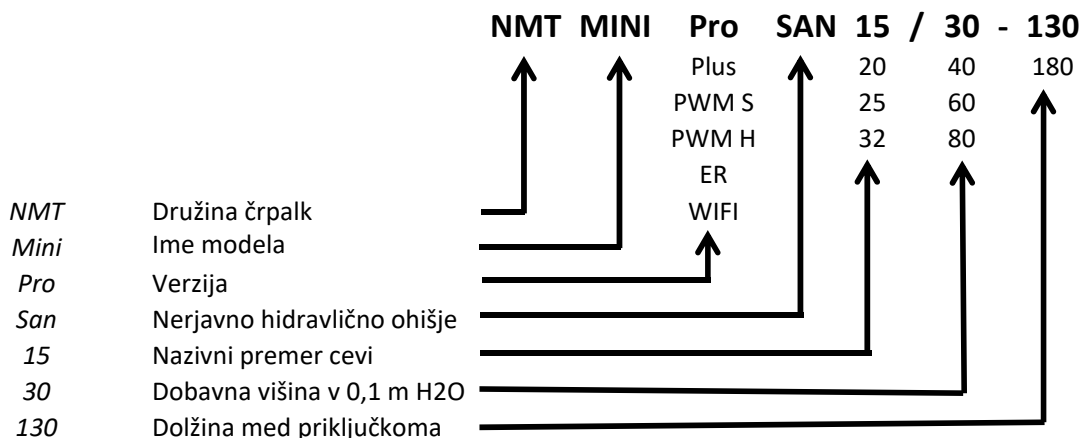 NMT MINI Pro SAN 15 / 30 - 130
Plus 20 40 180
PWM S 25 60
PWM H 32 80
ER
NMT Družina črpalk WIFI
Mini Ime modela
Pro Verzija
San Nerjavno hidravlično ohišje
15 Nazivni premer cevi
30 Dobavna višina v 0,1 m H2O
130 Dolžina med priključkoma